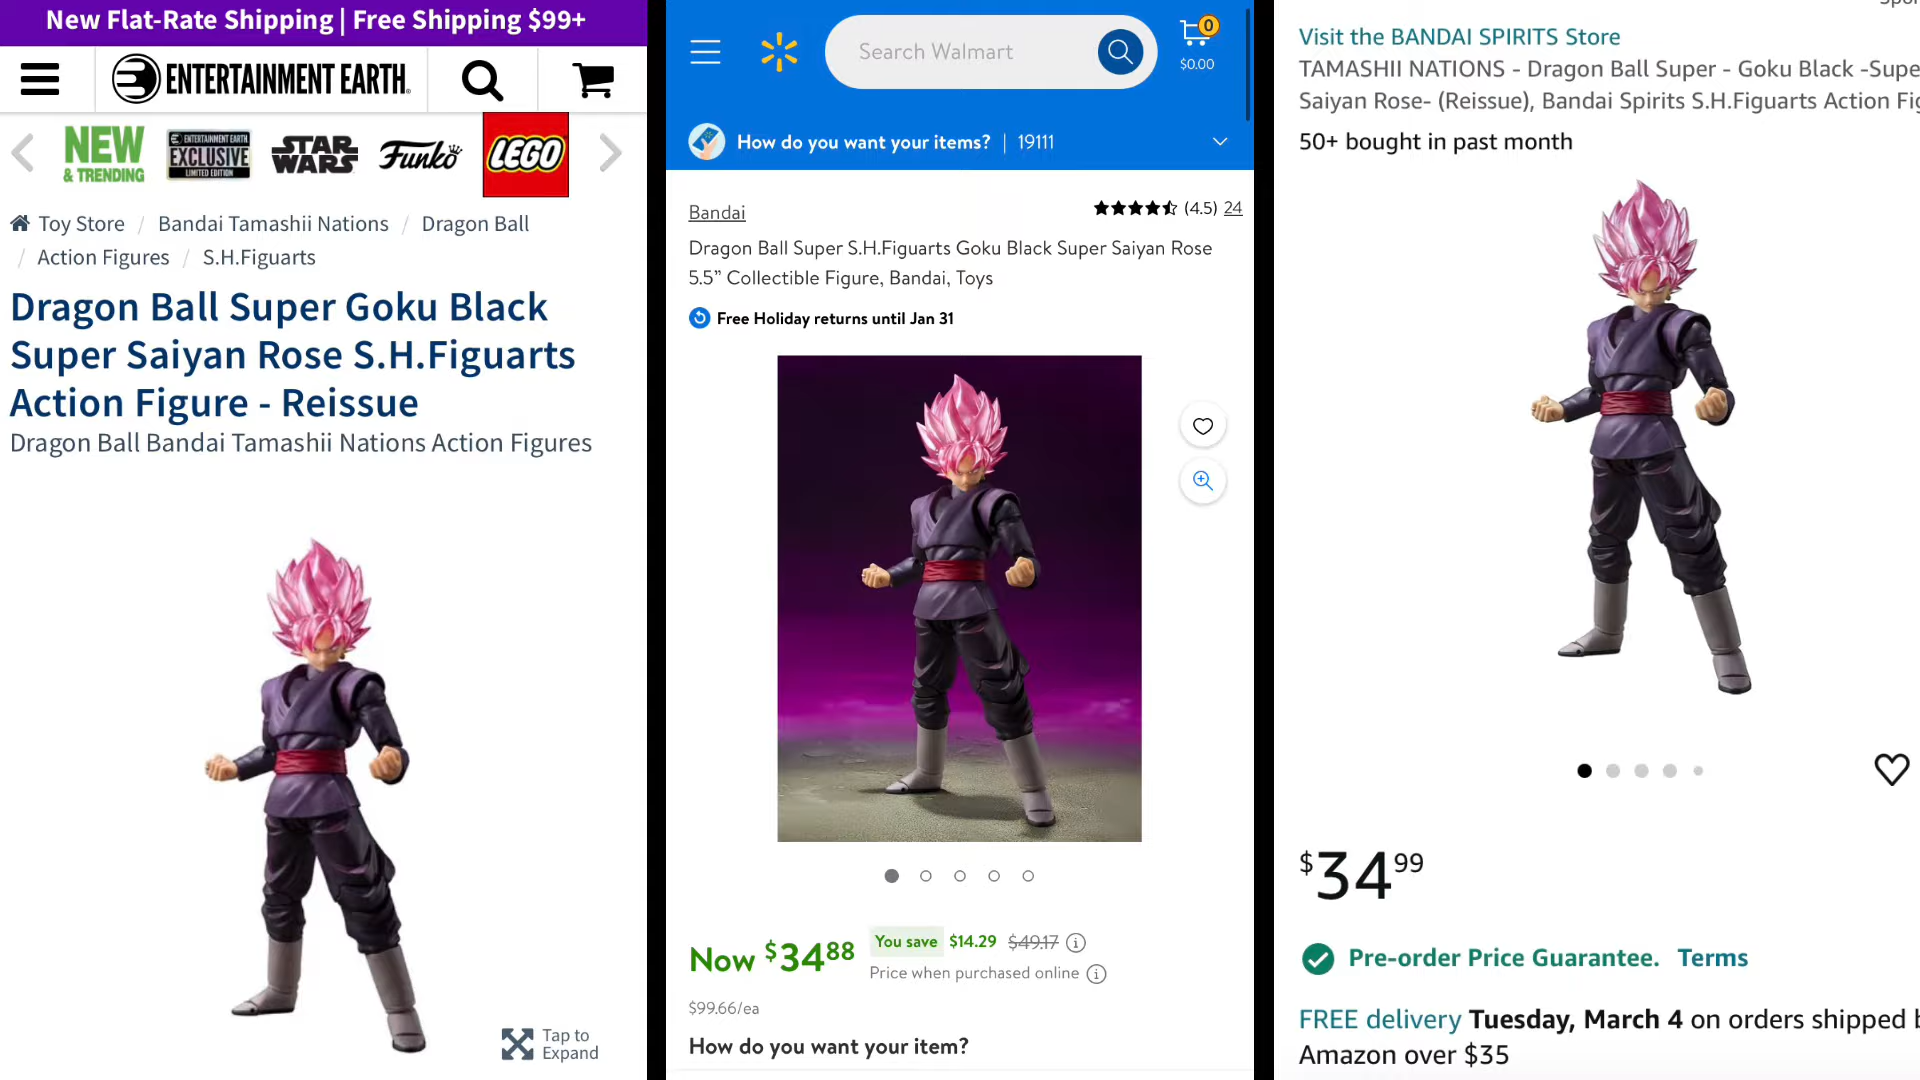 New Flat-Rate Shipping | Free Shipping $99+
ENTERTAINMENT EARTH
NEW
& TRENDING
ENTERTAINMENT EARTH
EXCLUSIVE
LIMITED EDITION
STAR
WARS
Funko
LEGO
Toy Store / Bandai Tamashii Nations / Dragon Ball
/ Action Figures / S.H.Figuarts
Dragon Ball Super Goku Black
Super Saiyan Rose S.H.Figuarts
Action Figure - Reissue
Dragon Ball Bandai Tamashii Nations Action Figures
Tap to
Expand
Search Walmart
0
$0.00
How do you want your items? | 19111
Bandai
(4.5) 24
Dragon Ball Super S.H.Figuarts Goku Black Super Saiyan Rose
5.5” Collectible Figure, Bandai, Toys
Free Holiday returns until Jan 31
Now $34.88
You save $14.29 $49.17
Price when purchased online
$99.66/ea
How do you want your item?
Visit the BANDAI SPIRITS Store
TAMASHII NATIONS - Dragon Ball Super - Goku Black -Supe
Saiyan Rose- (Reissue), Bandai Spirits S.H.Figuarts Action Fig
50+ bought in past month
$34 99
Pre-order Price Guarantee. Terms
FREE delivery Tuesday, March 4 on orders shipped b
Amazon over $35